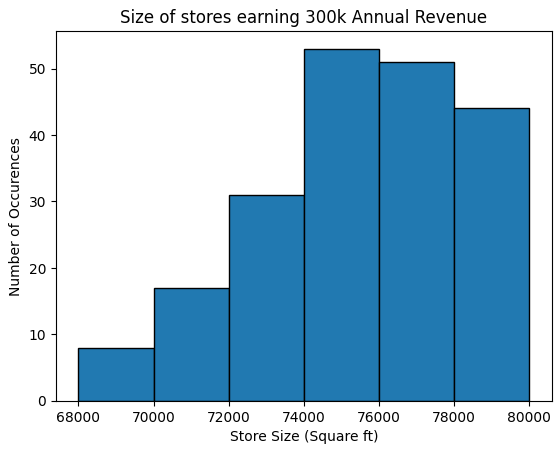 Size of stores earning 300k Annual Revenue
50
40
30
20
10
0
Number of Occurences
68000 70000 72000 74000 76000 78000 80000
Store Size (Square ft)